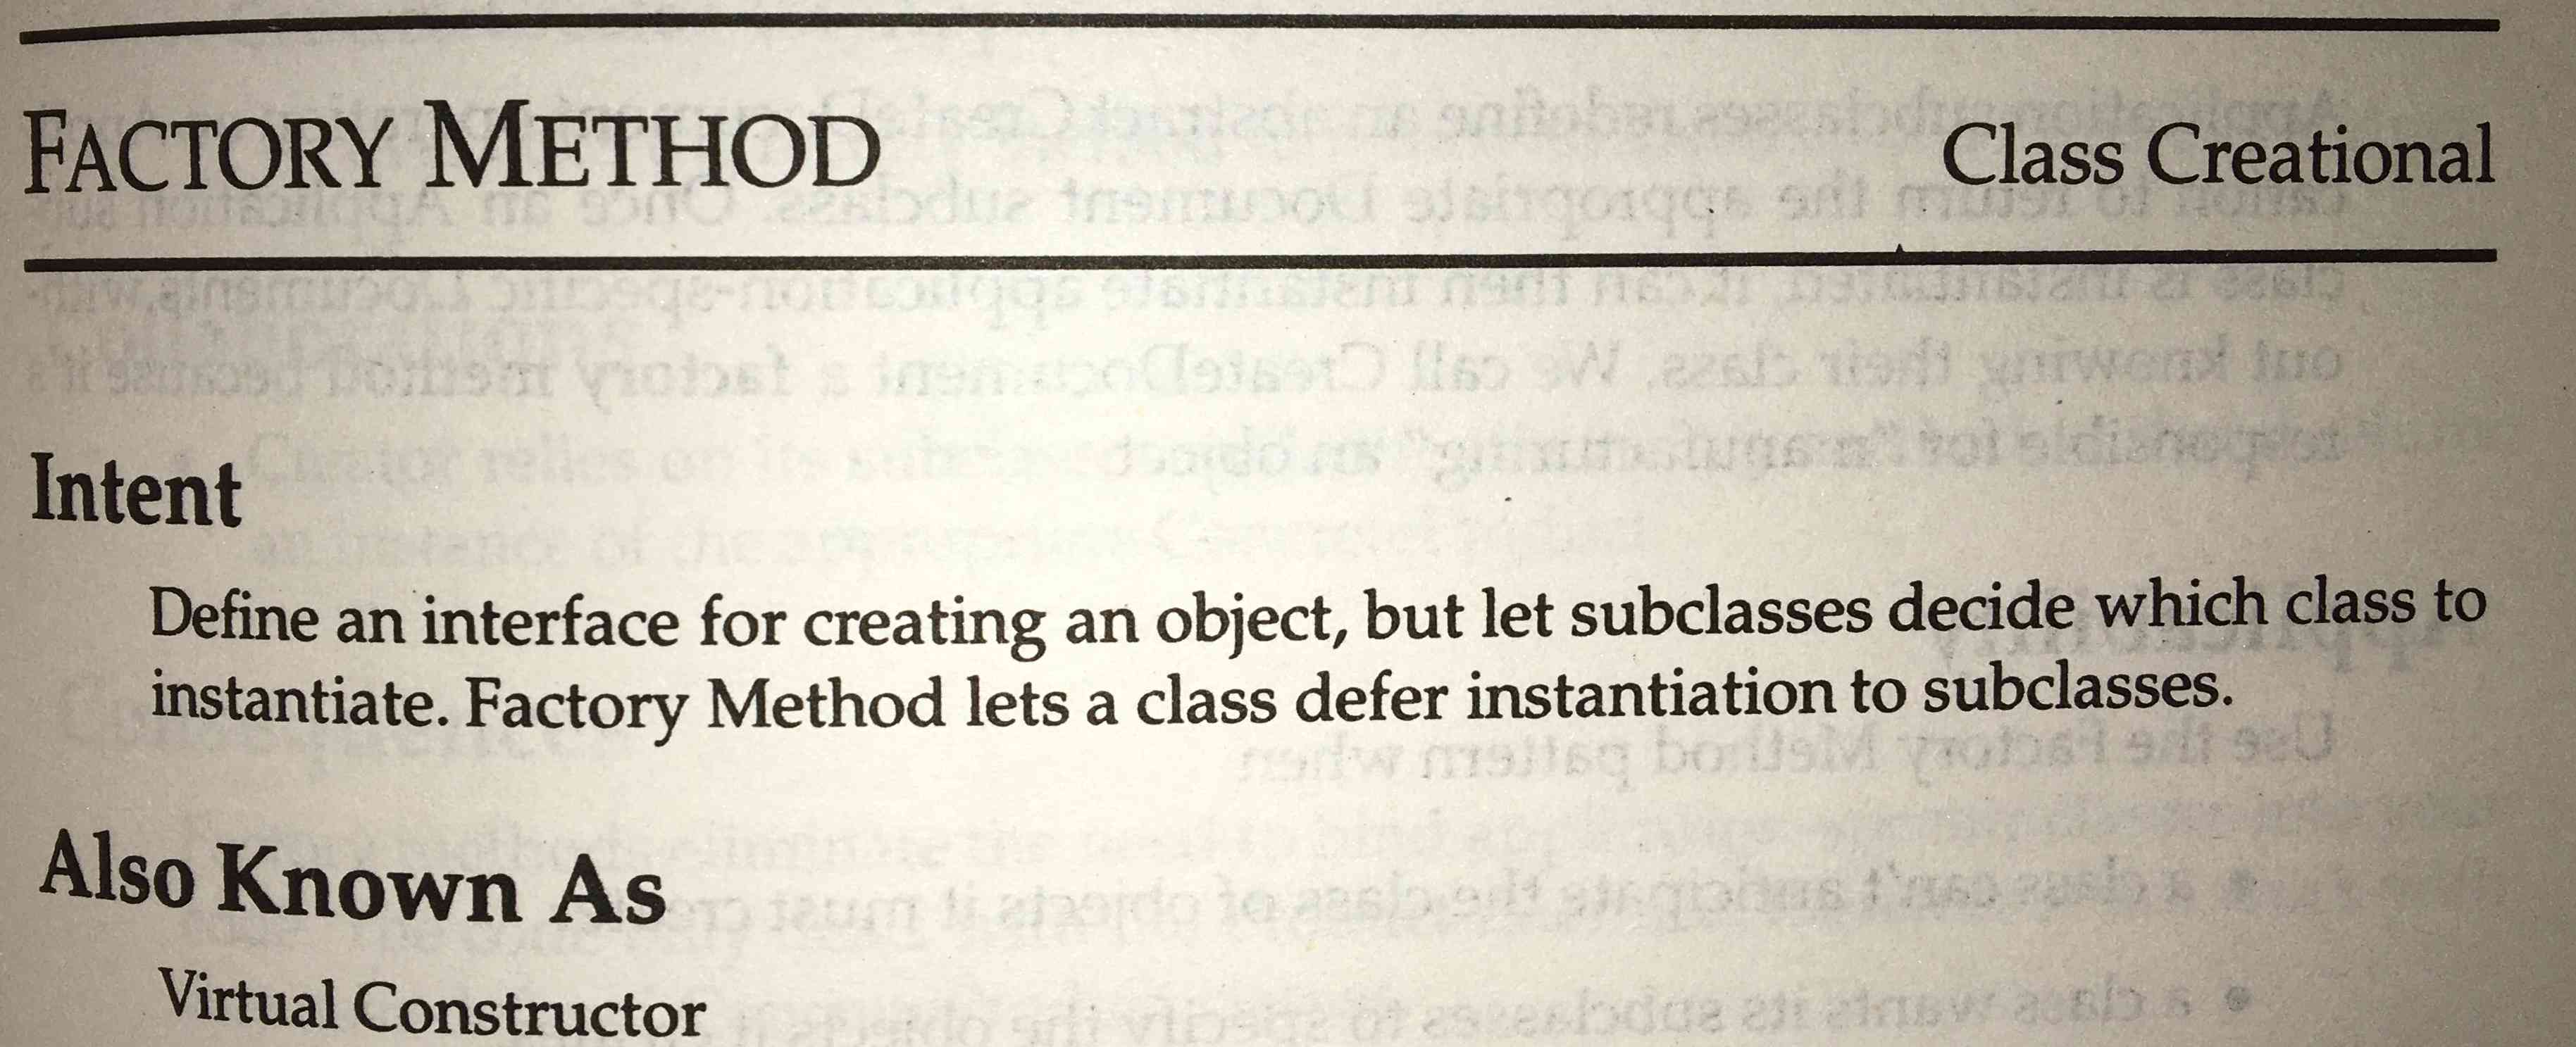 FACTORY METHOD Class Creational
Intent
Define an interface for creating an object, but let subclasses decide which class to
instantiate. Factory Method lets a class defer instantiation to subclasses.
Also Known As
Virtual Constructor